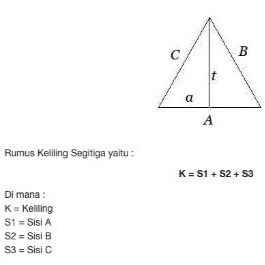 C
B
t
a
A
Rumus Keliling Segitiga yaitu :
K = S1 + S2 + S3
Di mana :
K = Keliling
S1 = Sisi A
S2 = Sisi B
S3 = Sisi C